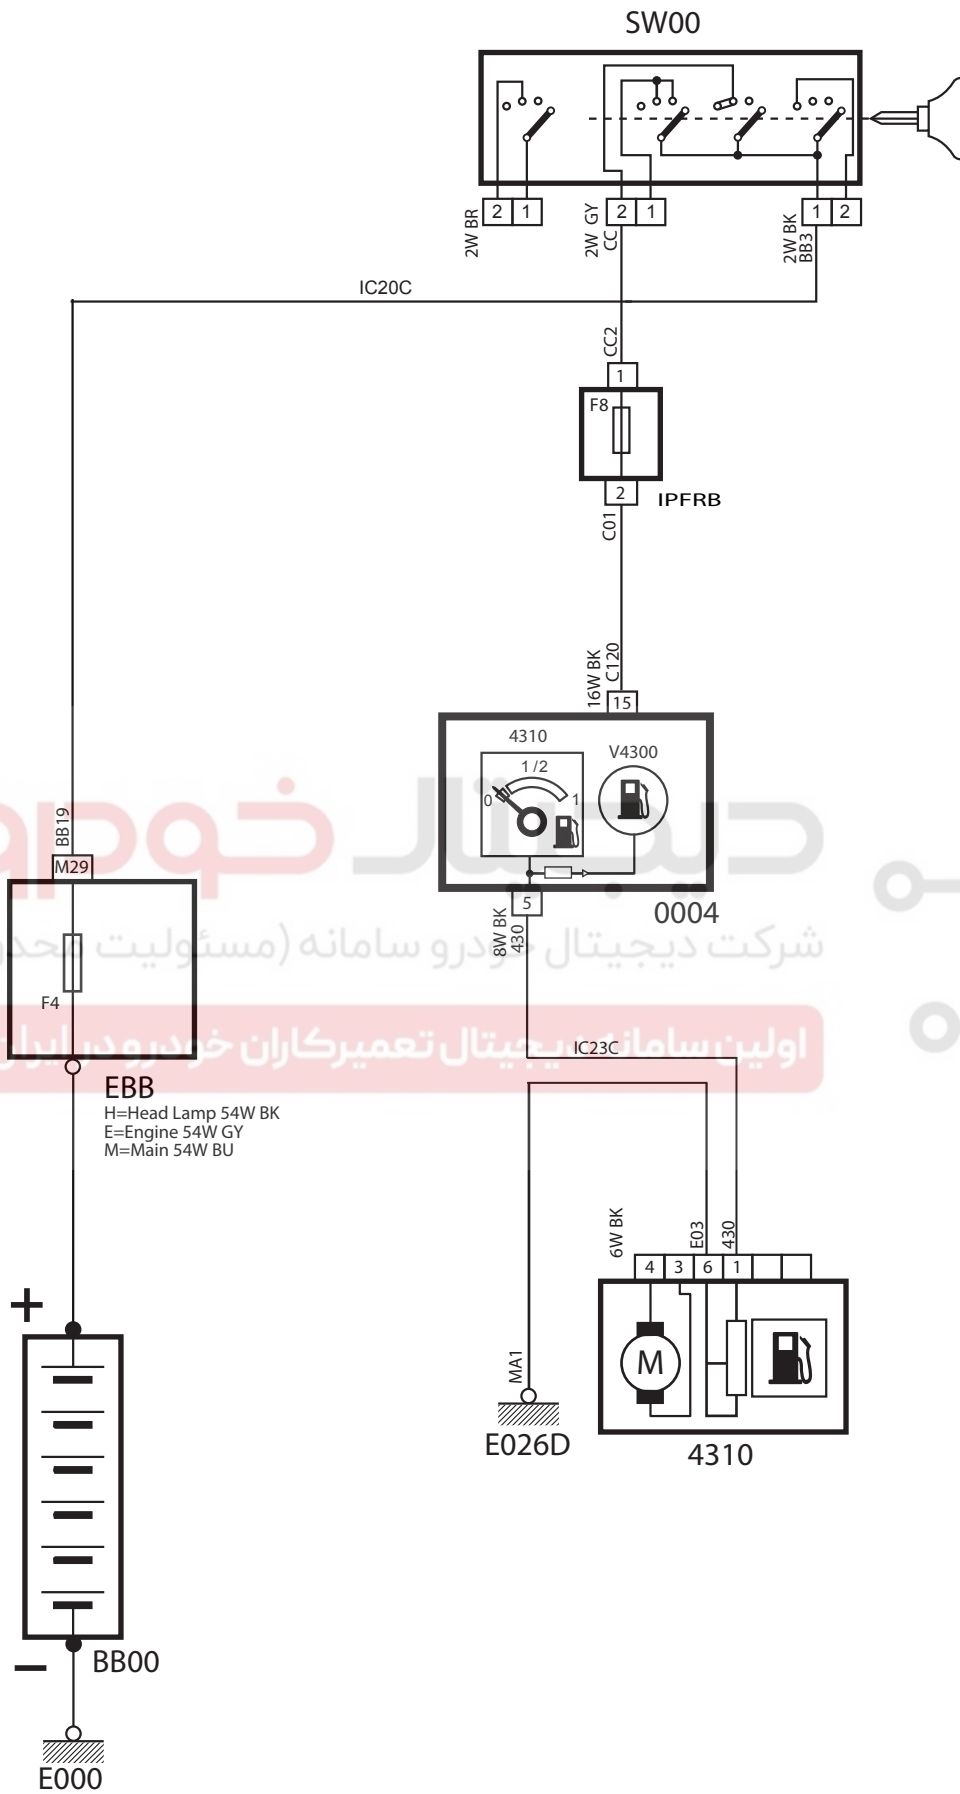 SW00
2W BR
2
1
2W GY
CC
2
1
2W BK
BB3
1
2
IC20C
CC2
1
F8
2
IPFRB
C01
16W BK
C120
15
4310
1/2
0
1
V4300
BB19
M29
دیجیتال خودرو
5
0004
8W BK
430
شرکت دیجیتال خودرو سامانه (مسئولیت محدو
F4
اولین سامانه دیجیتال تعمیرکاران خودرو در ایران
IC23C
EBB
H=Head Lamp 54W BK
E=Engine 54W GY
M=Main 54W BU
6W BK
E03
430
4
3
6
1
+
MA1
M
E026D
4310
–
BB00
E000